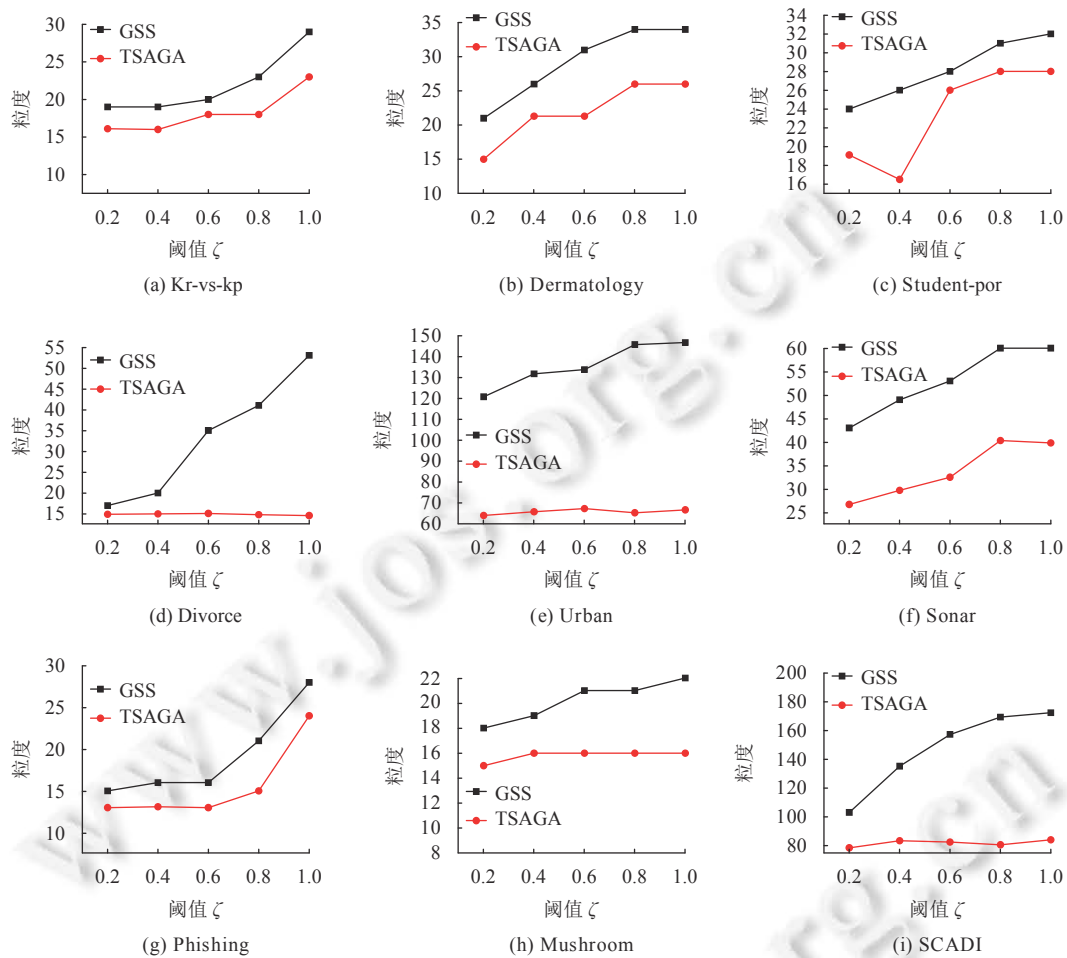 30
25
20
15
10
GSS
TSAGA
粒度
0.2 0.4 0.6 0.8 1.0
阈值 ζ
(a) Kr-vs-kp
35
30
25
20
15
10
GSS
TSAGA
粒度
0.2 0.4 0.6 0.8 1.0
阈值 ζ
(b) Dermatology
34
32
30
28
26
24
22
20
18
16
GSS
TSAGA
粒度
0.2 0.4 0.6 0.8 1.0
阈值 ζ
(c) Student-por
55
50
45
40
35
30
25
20
15
GSS
TSAGA
粒度
0.2 0.4 0.6 0.8 1.0
阈值 ζ
(d) Divorce
150
140
130
120
110
100
90
80
70
60
GSS
TSAGA
粒度
0.2 0.4 0.6 0.8 1.0
阈值 ζ
(e) Urban
60
55
50
45
40
35
30
25
GSS
TSAGA
粒度
0.2 0.4 0.6 0.8 1.0
阈值 ζ
(f) Sonar
30
25
20
15
10
GSS
TSAGA
粒度
0.2 0.4 0.6 0.8 1.0
阈值 ζ
(g) Phishing
22
20
18
16
14
12
10
8
GSS
TSAGA
粒度
0.2 0.4 0.6 0.8 1.0
阈值 ζ
(h) Mushroom
200
180
160
140
120
100
80
GSS
TSAGA
粒度
0.2 0.4 0.6 0.8 1.0
阈值 ζ
(i) SCADI
www.jos.org.cn
rg.cn